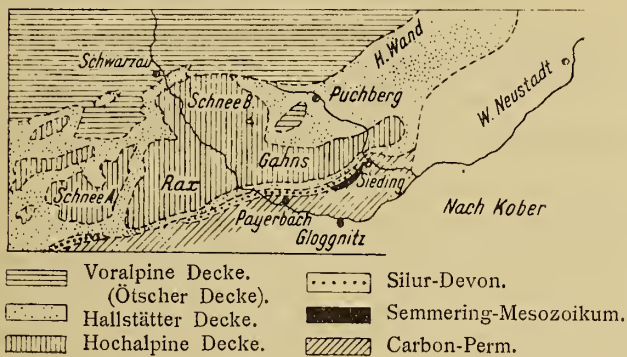 H. Wand
Schwarzau
Schnee B.
Puchberg
W. Neustadt
Gahns
Schnee A.
Rax
Sieding
Payerbach
Nach Kober
Gloggnitz
Voralpine Decke.
(Ötscher Decke).
Hallstätter Decke.
Hochalpine Decke.
Silur-Devon.
Semmering-Mesozoikum.
Carbon-Perm.